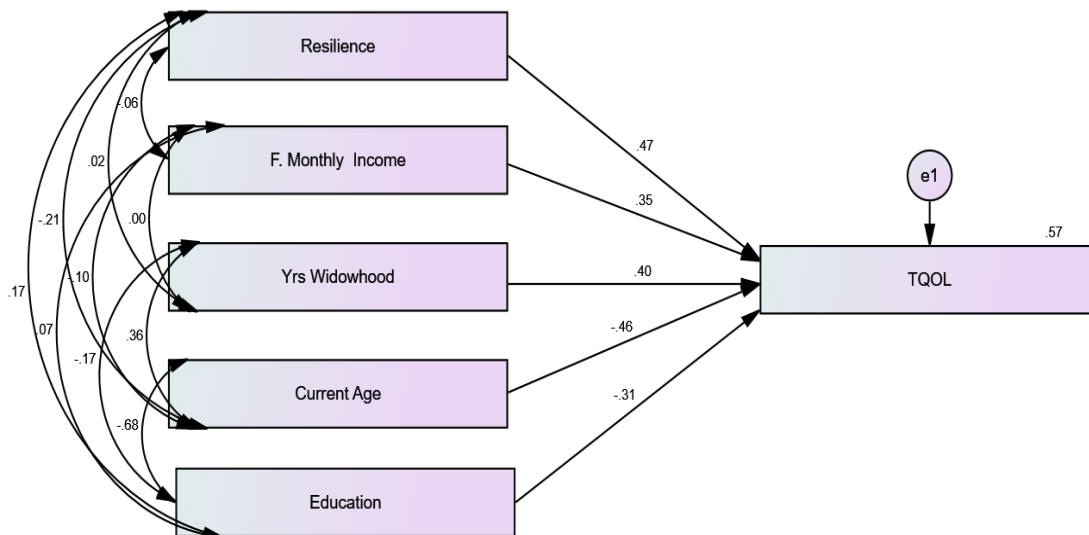 Resilience
-.06
.47
F. Monthly  Income
.02
.35
e1
-.21
.00
.57
Yrs Widowhood
.40
TQOL
.17
.10
.07
.36
-.17
-.46
Current Age
-.31
-.68
Education